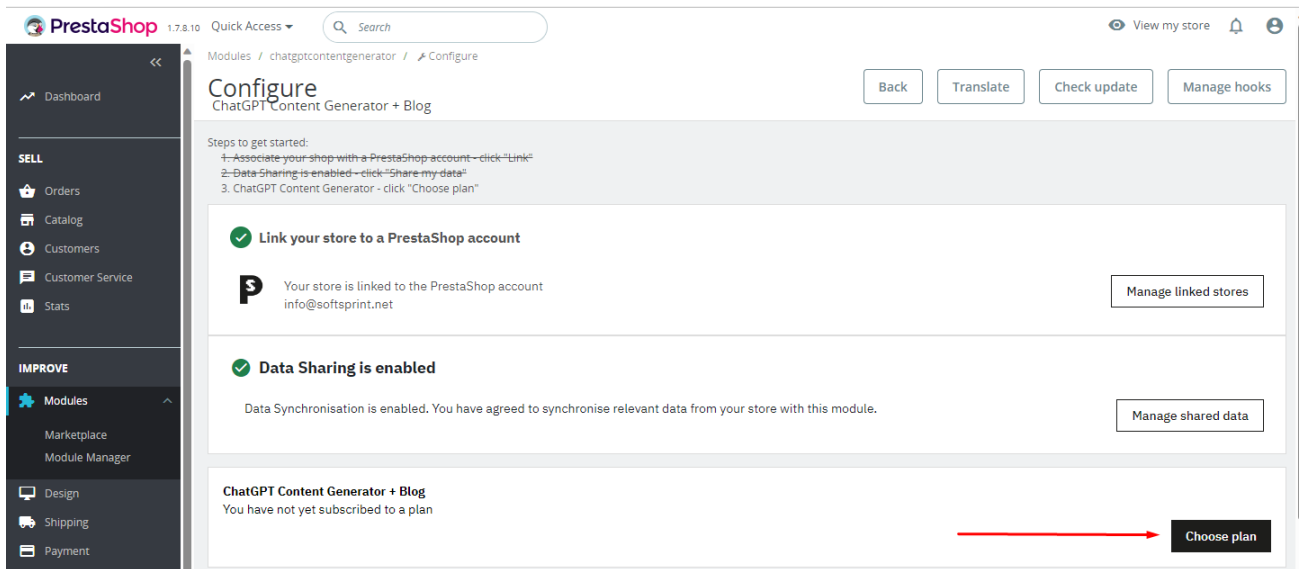 PrestaShop 1.7.8.10 Quick Access Search View my store
Modules / chatgptcontentgenerator / Configure
Configure
ChatGPT Content Generator + Blog
Back Translate Check update Manage hooks
Dashboard
SELL
Orders
Catalog
Customers
Customer Service
Stats
IMPROVE
Modules
Marketplace
Module Manager
Design
Shipping
Payment
Steps to get started:
1. Associate your shop with a PrestaShop account - click "Link"
2. Data Sharing is enabled - click "Share my data"
3. ChatGPT Content Generator - click "Choose plan"
Link your store to a PrestaShop account
Your store is linked to the PrestaShop account
info@softsprint.net
Manage linked stores
Data Sharing is enabled
Data Synchronisation is enabled. You have agreed to synchronise relevant data from your store with this module.
Manage shared data
ChatGPT Content Generator + Blog
You have not yet subscribed to a plan
Choose plan